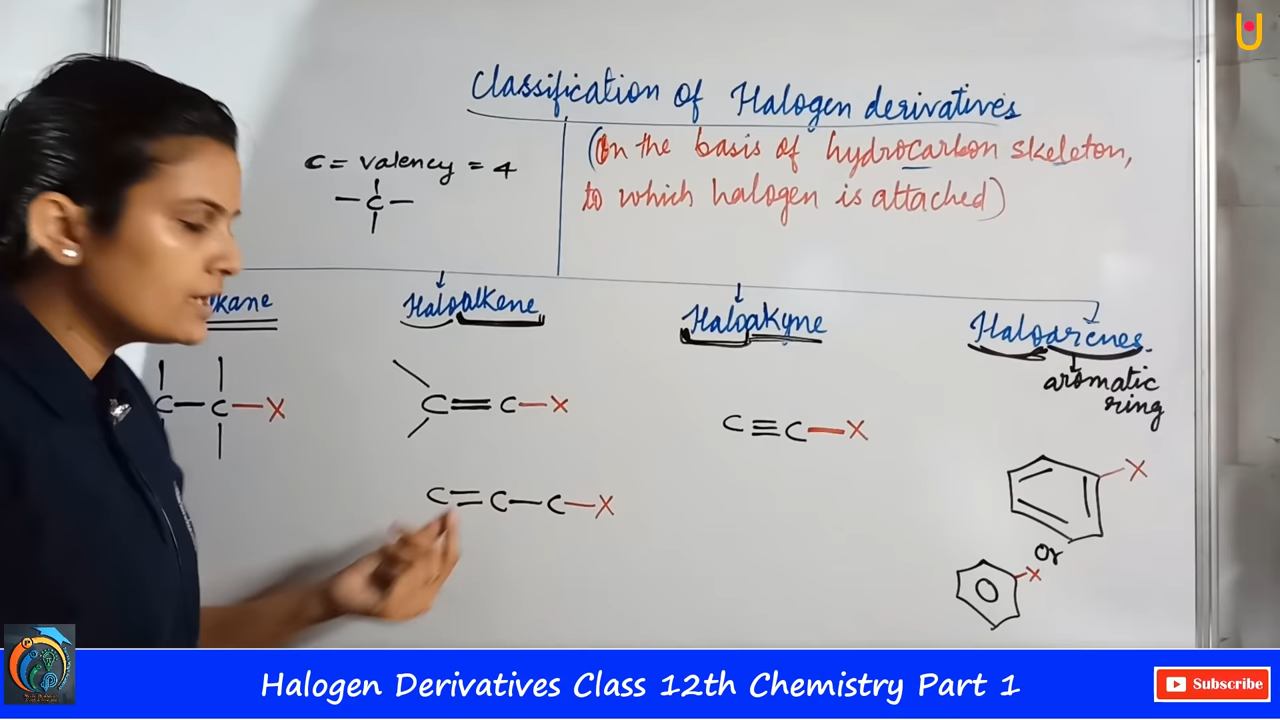 Classification of Halogen derivatives
(On the basis of hydrocarbon skeleton,
to which halogen is attached)
C = valency = 4
– C –
kane
Haloalkene
Haloakyne
Haloarenes.
aromatic
ring
C – C – X
C = C – X
C ≡ C – X
C = C – C – X
X
Or
X
Halogen Derivatives Class 12th Chemistry Part 1
Subscribe